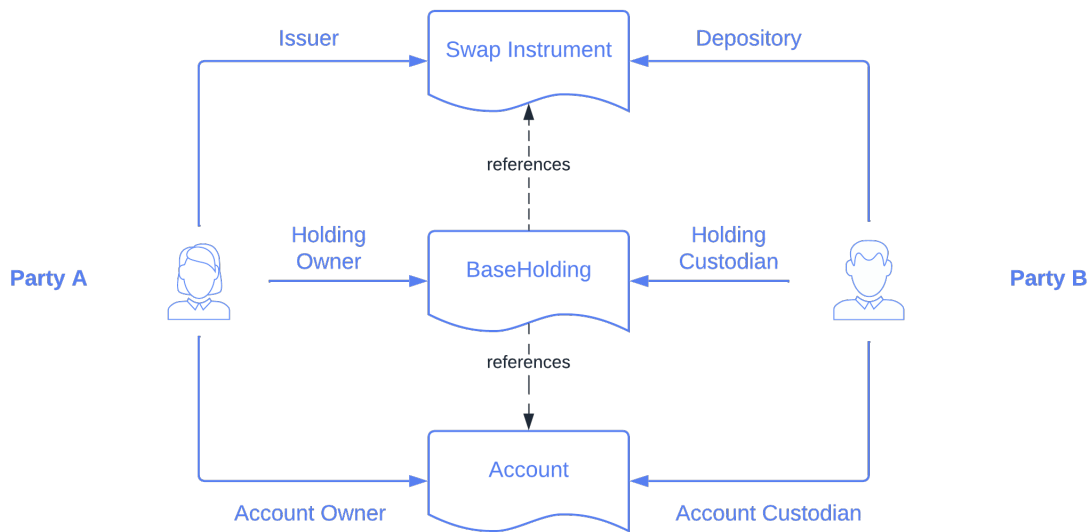 Issuer
Swap Instrument
Depository
references
Holding
Owner
BaseHolding
Holding
Custodian
Party A
Party B
references
Account
Account Owner
Account Custodian